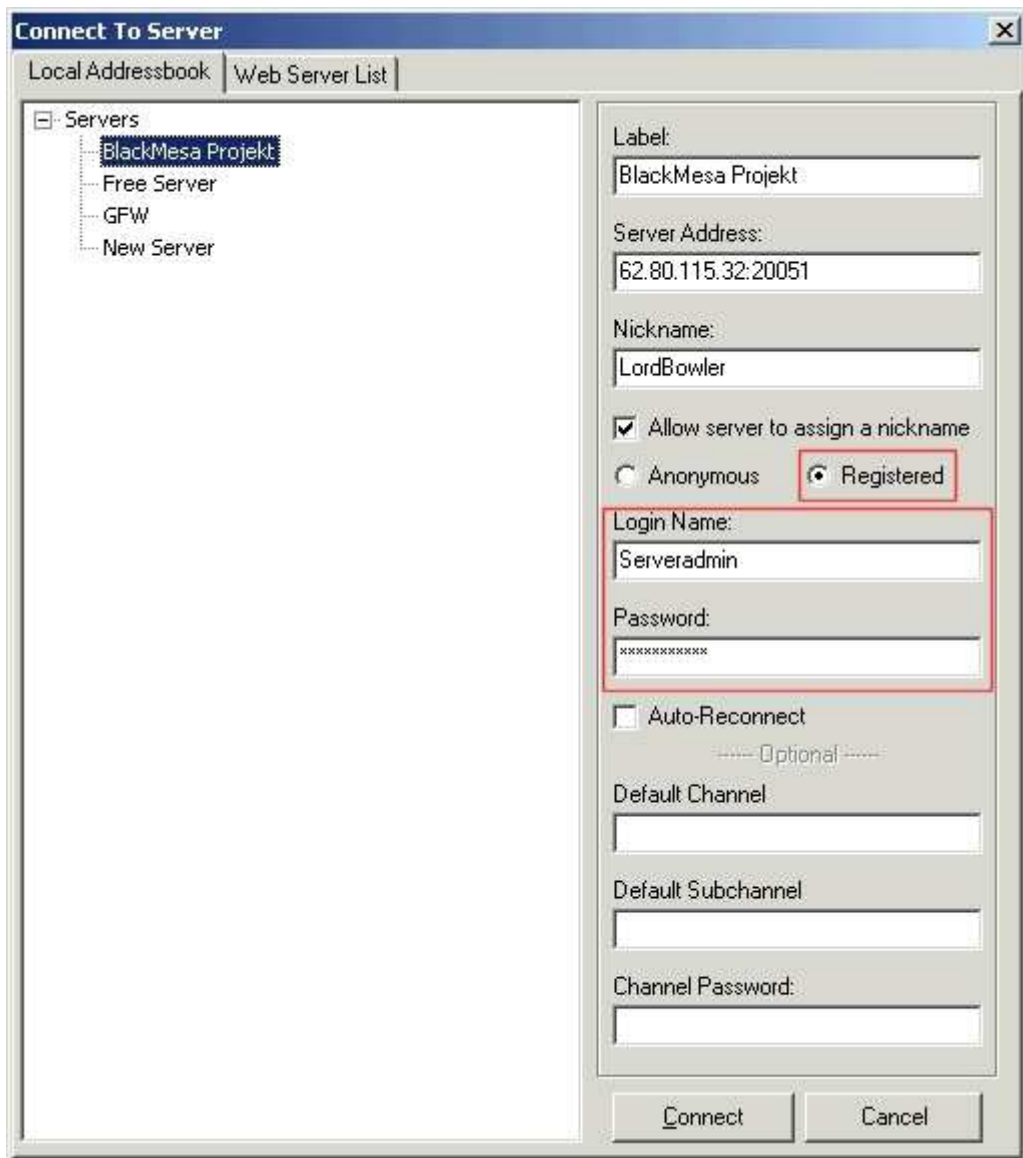 Connect To Server
Local Addressbook
Web Server List
Servers
BlackMesa Projekt
Free Server
GFW
New Server
Label:
BlackMesa Projekt
Server Address:
62.80.115.32:20051
Nickname:
LordBowler
Allow server to assign a nickname
Anonymous Registered
Login Name:
Serveradmin
Password:
***********
Auto-Reconnect
------ Optional ------
Default Channel
Default Subchannel
Channel Password:
Connect Cancel